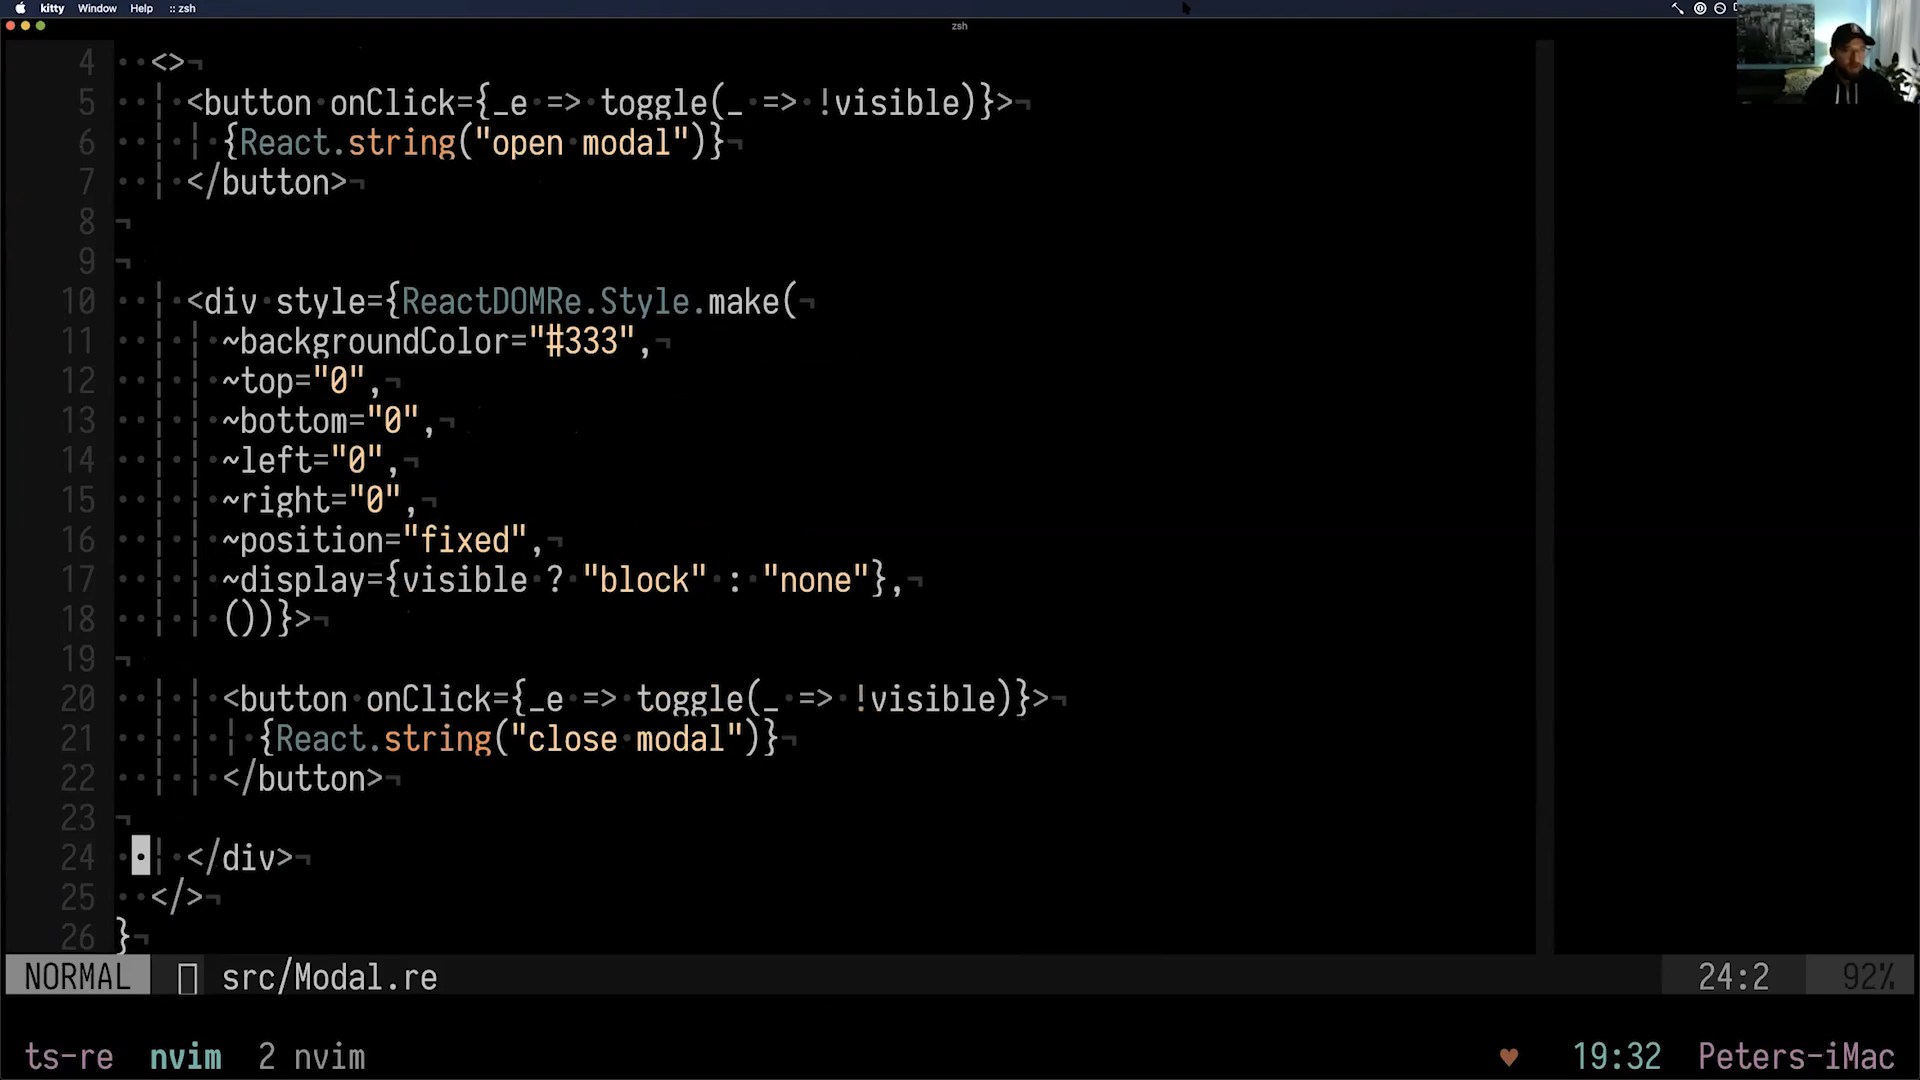 kitty Window Help :: zsh
zsh
4 <>
5 <button onClick={_e => toggle(_ => !visible)}>
6 {React.string("open modal")}
7 </button>
8
9
10 <div style={ReactDOMRe.Style.make(
11 ~backgroundColor="#333",
12 ~top="0",
13 ~bottom="0",
14 ~left="0",
15 ~right="0",
16 ~position="fixed",
17 ~display={visible ? "block" : "none"},
18 ())}>
19
20 <button onClick={_e => toggle(_ => !visible)}>
21 {React.string("close modal")}
22 </button>
23
24 </div>
25 </>
26 }
NORMAL src/Modal.re 24:2 92%
ts-re nvim 2 nvim ♥ 19:32 Peters-iMac